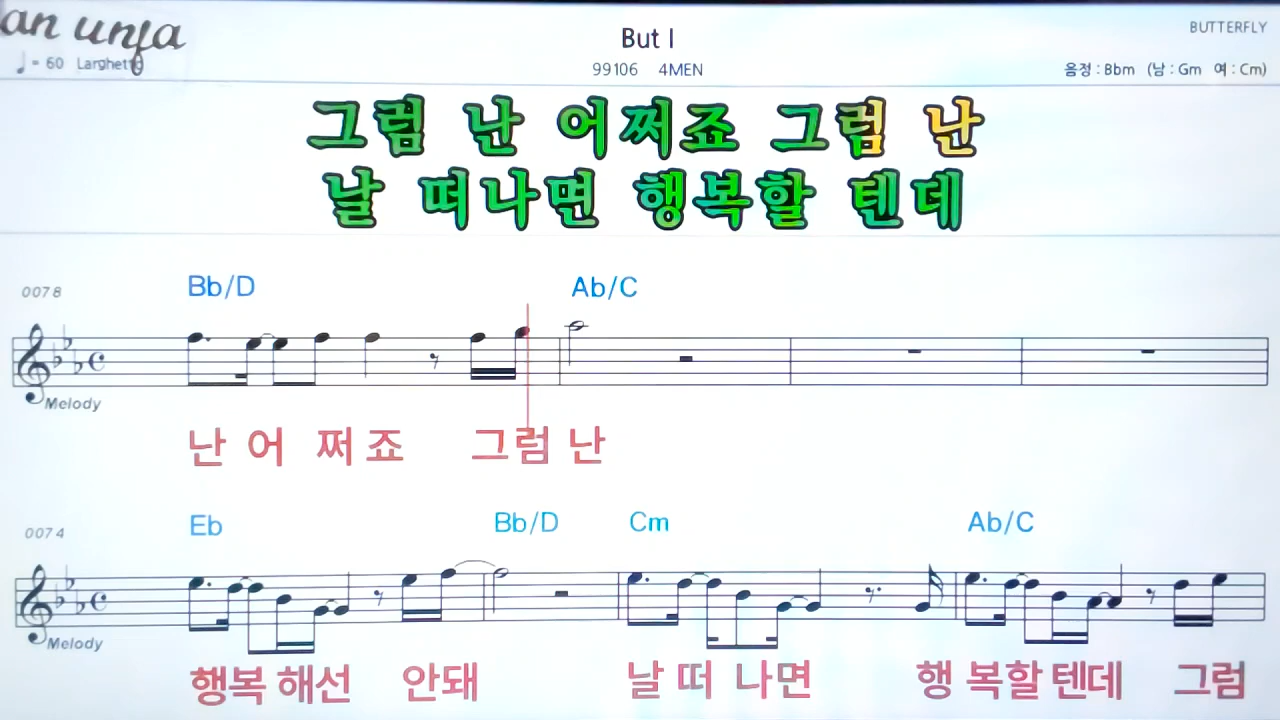 an unfa
But I
BUTTERFLY
♩= 60 Larghetto
99106 4MEN
음정 : Bbm (남 : Gm 여 : Cm)
그럼 난 어쩌죠 그럼 난
날 떠나면 행복할 텐데
0078 Bb/D Ab/C
Melody
난 어 쩌 죠 그럼 난
0074 Eb Bb/D Cm Ab/C
Melody
행복 해선 안돼 날 떠 나면 행 복할 텐데 그럼